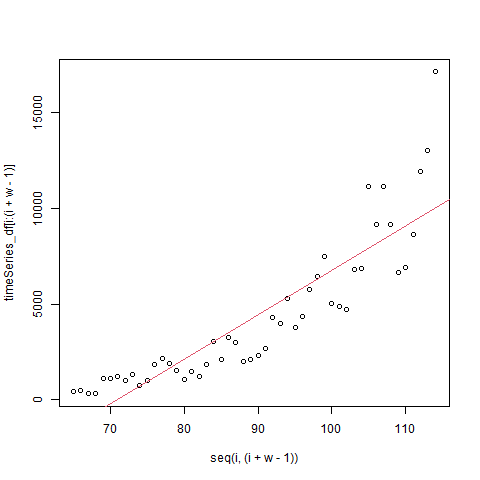 15000
10000
5000
0
timeSeries_df[i:(i + w - 1)]
70 80 90 100 110
seq(i, (i + w - 1))